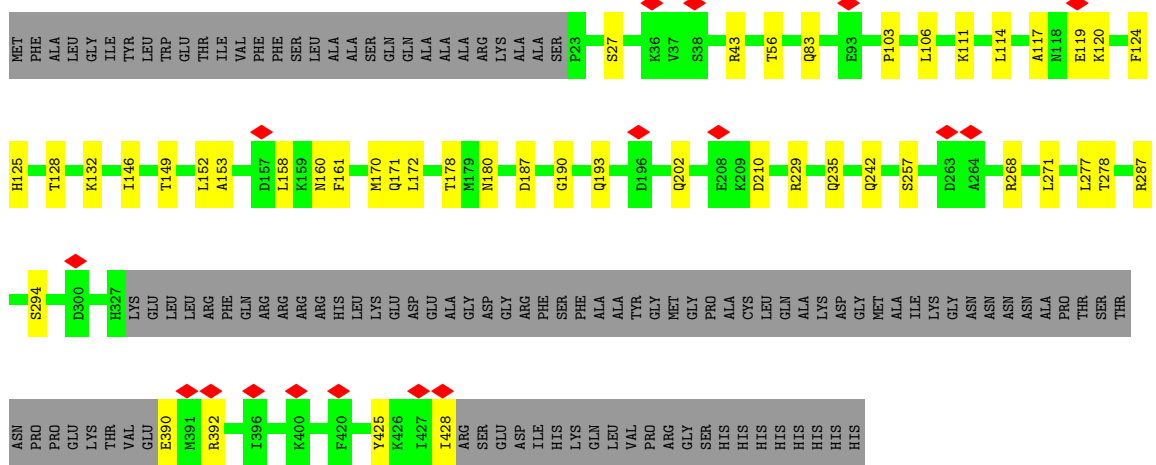 MET PHE ALA LEU GLY ILE TYR LEU TRP GLU THR ILE VAL PHE PHE SER LEU ALA ALA SER GLN GLN ALA ALA ALA ARG LYS ALA ALA SER P23 S27 K36 V37 S38 R43 T56 Q83 E93 P103 L106 K111 L114 A117 N118 E119 K120 F124
H125 T128 K132 I146 T149 L152 A153 D157 L158 K159 N160 F161 M170 Q171 L172 T178 M179 N180 D187 G190 Q193 D196 Q202 E208 K209 D210 R229 Q235 Q242 S257 D263 A264 R268 L271 L277 T278 R287
S294 D300 H327 LYS GLU LEU LEU ARG PHE GLN ARG ARG ARG ARG HIS LEU LYS GLU ASP GLU ALA GLY ASP GLY ARG PHE SER PHE ALA ALA TYR GLY MET GLY PRO ALA CYS LEU GLN ALA LYS ASP GLY MET ALA ILE LYS GLY ASN ASN ASN ASN ALA PRO THR SER THR
ASN PRO PRO GLU LYS THR VAL GLU E390 M391 R392 I396 K400 F420 Y425 K426 I427 I428 ARG SER GLU ASP ILE HIS LYS GLN LEU VAL PRO ARG GLY SER HIS HIS HIS HIS HIS HIS HIS HIS HIS HIS